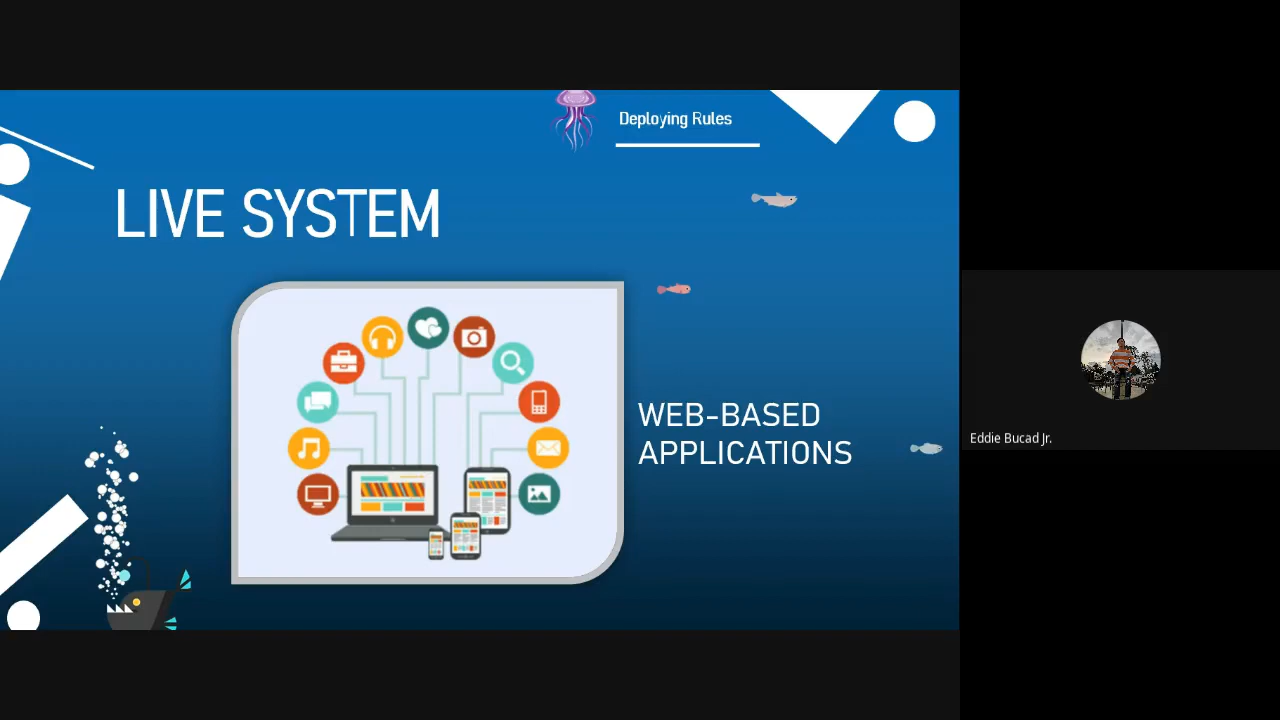 Deploying Rules
LIVE SYSTEM
WEB-BASED
APPLICATIONS
Eddie Bucad Jr.